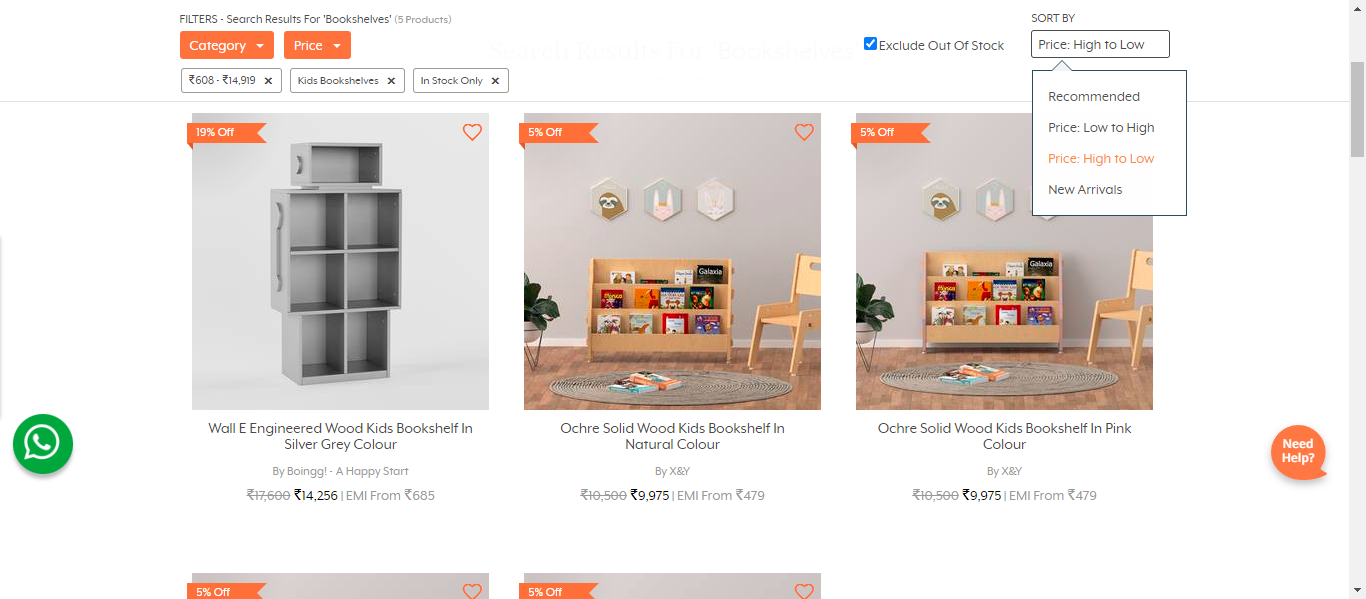 FILTERS - Search Results For 'Bookshelves' (5 Products)
SORT BY
Category
Price
Search Results For 'Bookshelves
Exclude Out Of Stock
Price: High to Low
₹608 - ₹14,919 ×
Kids Bookshelves ×
In Stock Only ×
Recommended
Price: Low to High
Price: High to Low
New Arrivals
19% Off
5% Off
5% Off
Galaxia
Galaxia
Wall E Engineered Wood Kids Bookshelf In
Silver Grey Colour
By Boingg! - A Happy Start
₹17,600 ₹14,256 | EMI From ₹685
Ochre Solid Wood Kids Bookshelf In
Natural Colour
By X&Y
₹10,500 ₹9,975 | EMI From ₹479
Ochre Solid Wood Kids Bookshelf In Pink
Colour
By X&Y
₹10,500 ₹9,975 | EMI From ₹479
Need
Help?
5% Off
5% Off